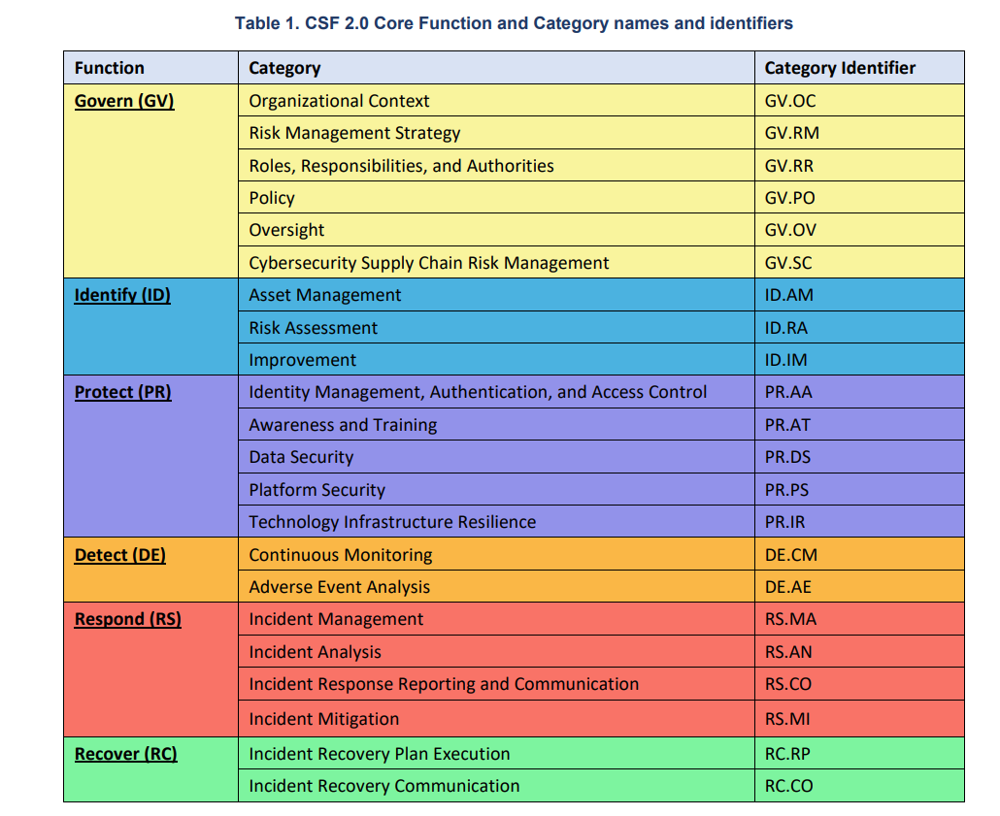 Table 1. CSF 2.0 Core Function and Category names and identifiers
Function Category Category Identifier
Govern (GV) Organizational Context GV.OC
Risk Management Strategy GV.RM
Roles, Responsibilities, and Authorities GV.RR
Policy GV.PO
Oversight GV.OV
Cybersecurity Supply Chain Risk Management GV.SC
Identify (ID) Asset Management ID.AM
Risk Assessment ID.RA
Improvement ID.IM
Protect (PR) Identity Management, Authentication, and Access Control PR.AA
Awareness and Training PR.AT
Data Security PR.DS
Platform Security PR.PS
Technology Infrastructure Resilience PR.IR
Detect (DE) Continuous Monitoring DE.CM
Adverse Event Analysis DE.AE
Respond (RS) Incident Management RS.MA
Incident Analysis RS.AN
Incident Response Reporting and Communication RS.CO
Incident Mitigation RS.MI
Recover (RC) Incident Recovery Plan Execution RC.RP
Incident Recovery Communication RC.CO